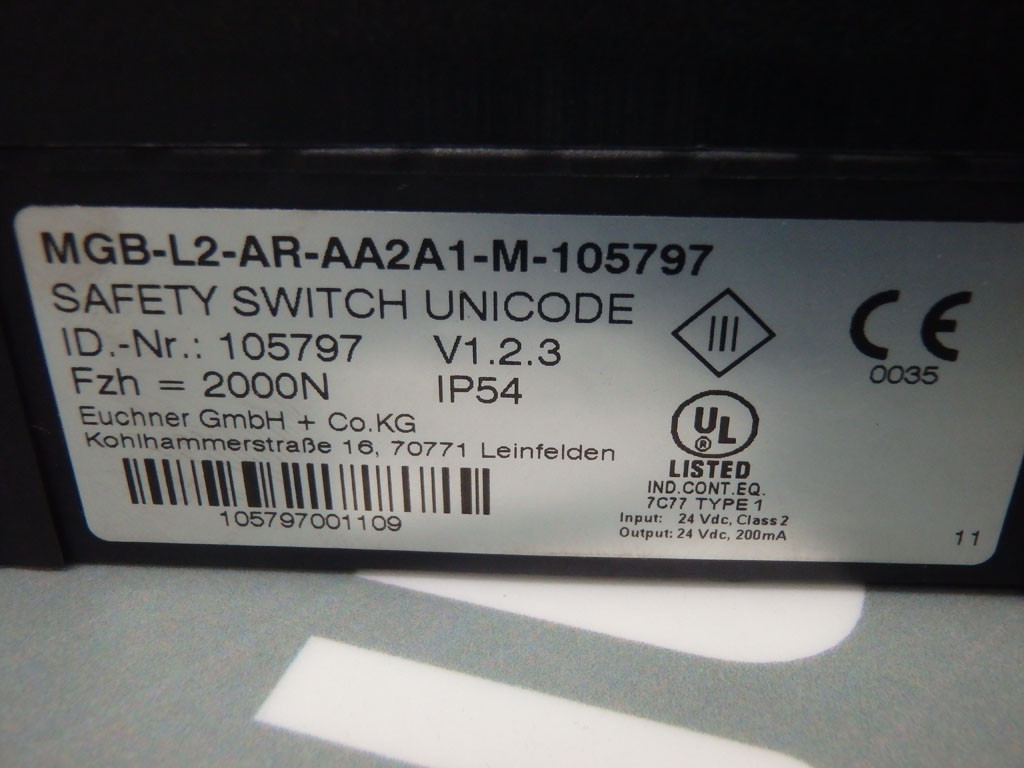 MGB-L2-AR-AA2A1-M-105797
SAFETY SWITCH UNICODE
ID.-Nr.: 105797 V1.2.3
Fzh = 2000N IP54
Euchner GmbH + Co.KG
Kohlhammerstraße 16, 70771 Leinfelden
105797001109
III
CE
0035
UL
®
LISTED
IND.CONT.EQ.
7C77 TYPE 1
Input: 24 Vdc, Class 2
Output: 24 Vdc, 200mA
11